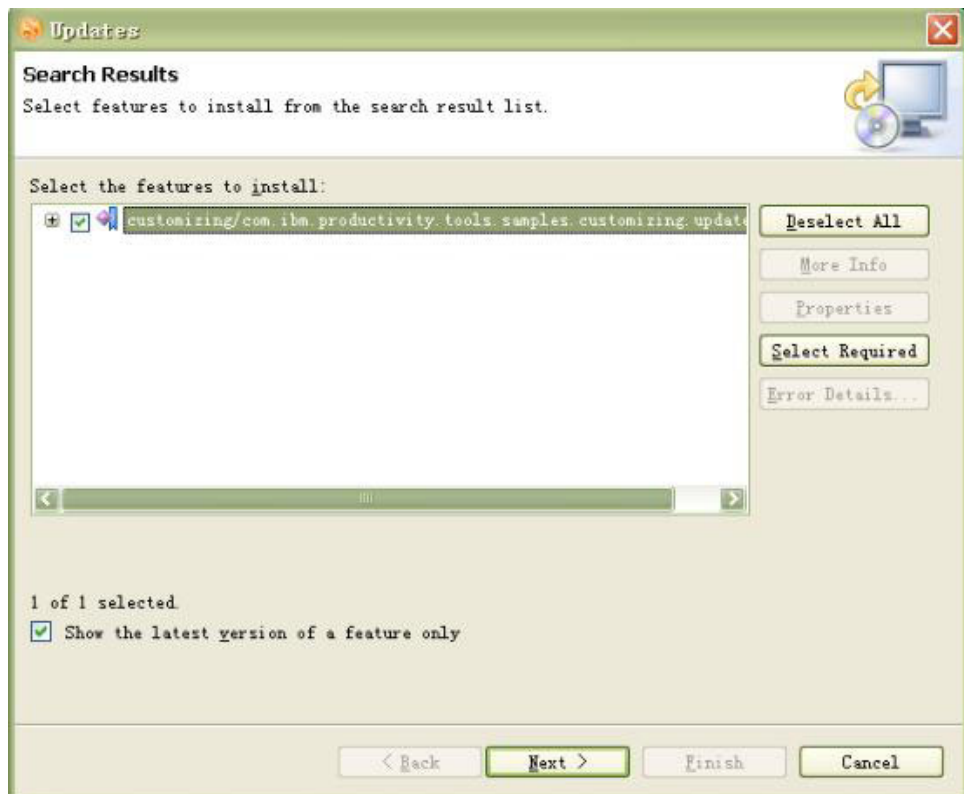 Updates
Search Results
Select features to install from the search result list.
Select the features to install:
customizing/com.ibm.productivity.tools.samples.customizing.update
Deselect All
More Info
Properties
Select Required
Error Details...
1 of 1 selected.
Show the latest version of a feature only
< Back
Next >
Finish
Cancel